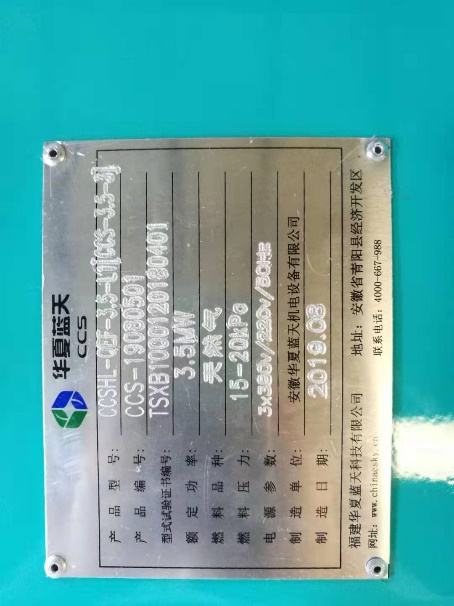 华夏蓝天
CCS
产品型号: CCSHL-QEF-3.5-L1[CCS-3.5-3]
产品编号: CCS-19080501
型式试验证书编号: TSXB10060120180401
额定功率: 3.5MW
燃料品种: 天然气
燃料压力: 15-20kPa
电源参数: 3x380v/220v/50Hz
制造单位: 安徽华夏蓝天机电设备有限公司
制造日期: 2019.08
福建华夏蓝天科技有限公司 地址: 安徽省青阳县经济开发区
网址: www.chinacsky.cn 联系电话: 4000-667-988